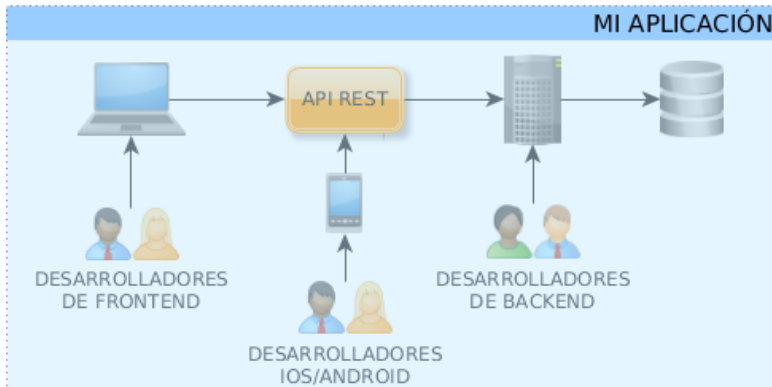 MI APLICACIÓN
API REST
DESARROLLADORES
DE FRONTEND
DESARROLLADORES
DE BACKEND
DESARROLLADORES
IOS/ANDROID